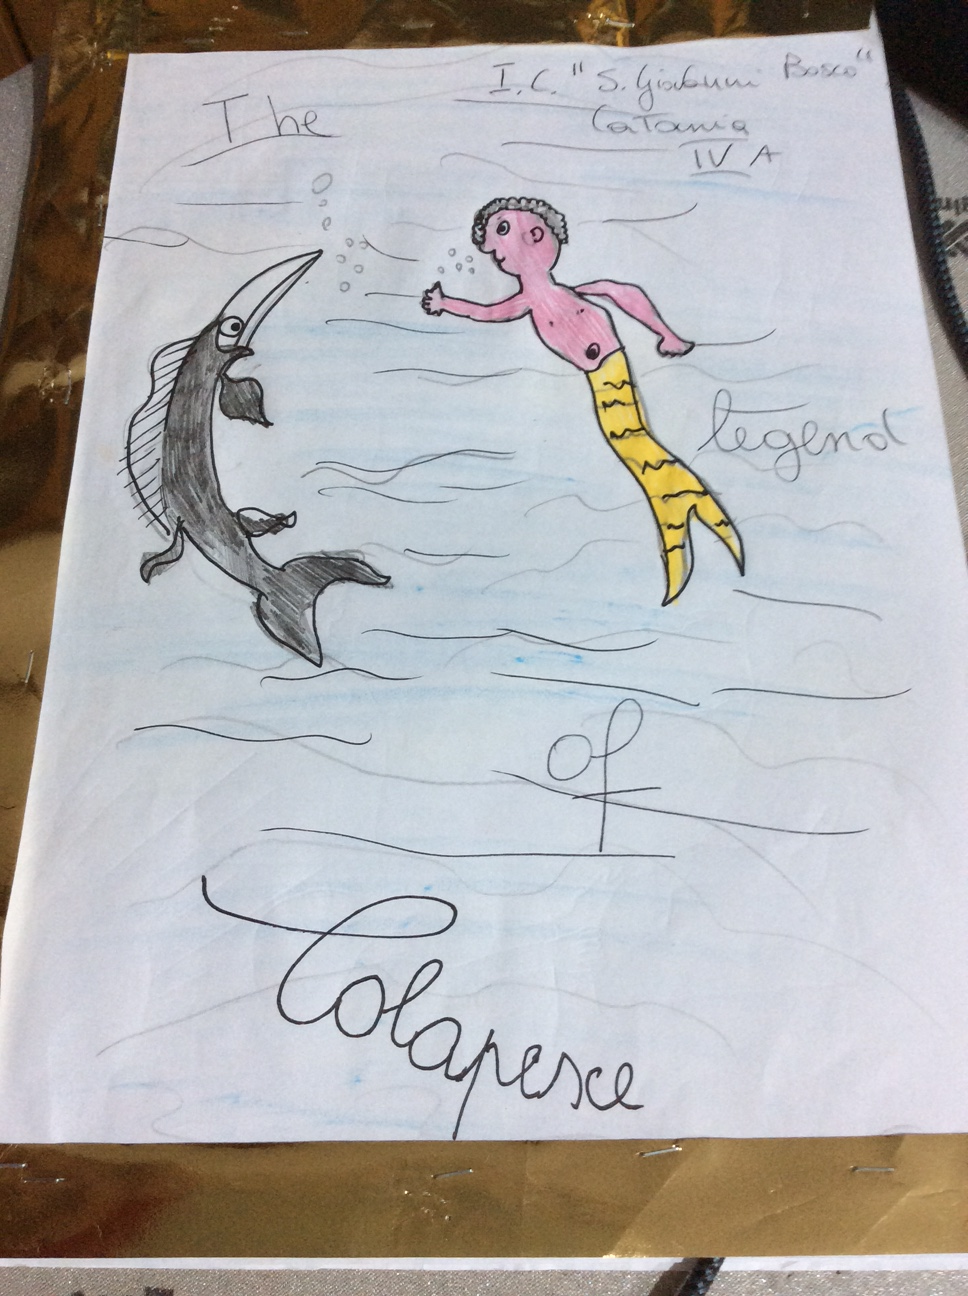 I.C. "S. Giovanni Bosco"
Catania
IV A
The
legend
of
Colapesce